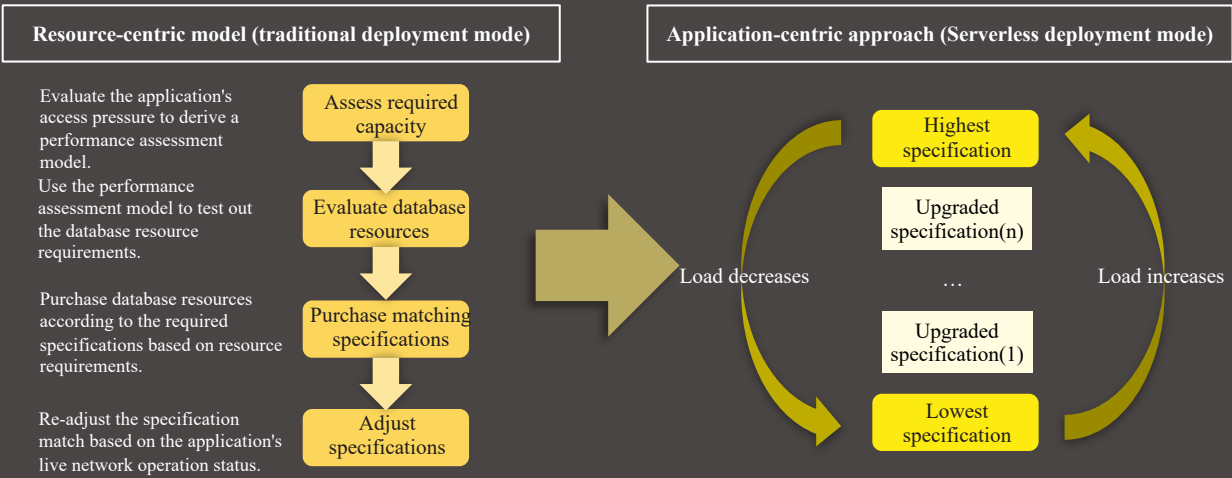 Resource-centric model (traditional deployment mode)
Evaluate the application's
access pressure to derive a
performance assessment
model.
Assess required
capacity
Use the performance
assessment model to test out
the database resource
requirements.
Evaluate database
resources
Purchase database resources
according to the required
specifications based on resource
requirements.
Purchase matching
specifications
Re-adjust the specification
match based on the application's
live network operation status.
Adjust
specifications
Application-centric approach (Serverless deployment mode)
Highest
specification
Upgraded
specification(n)
Load decreases
…
Load increases
Upgraded
specification(1)
Lowest
specification